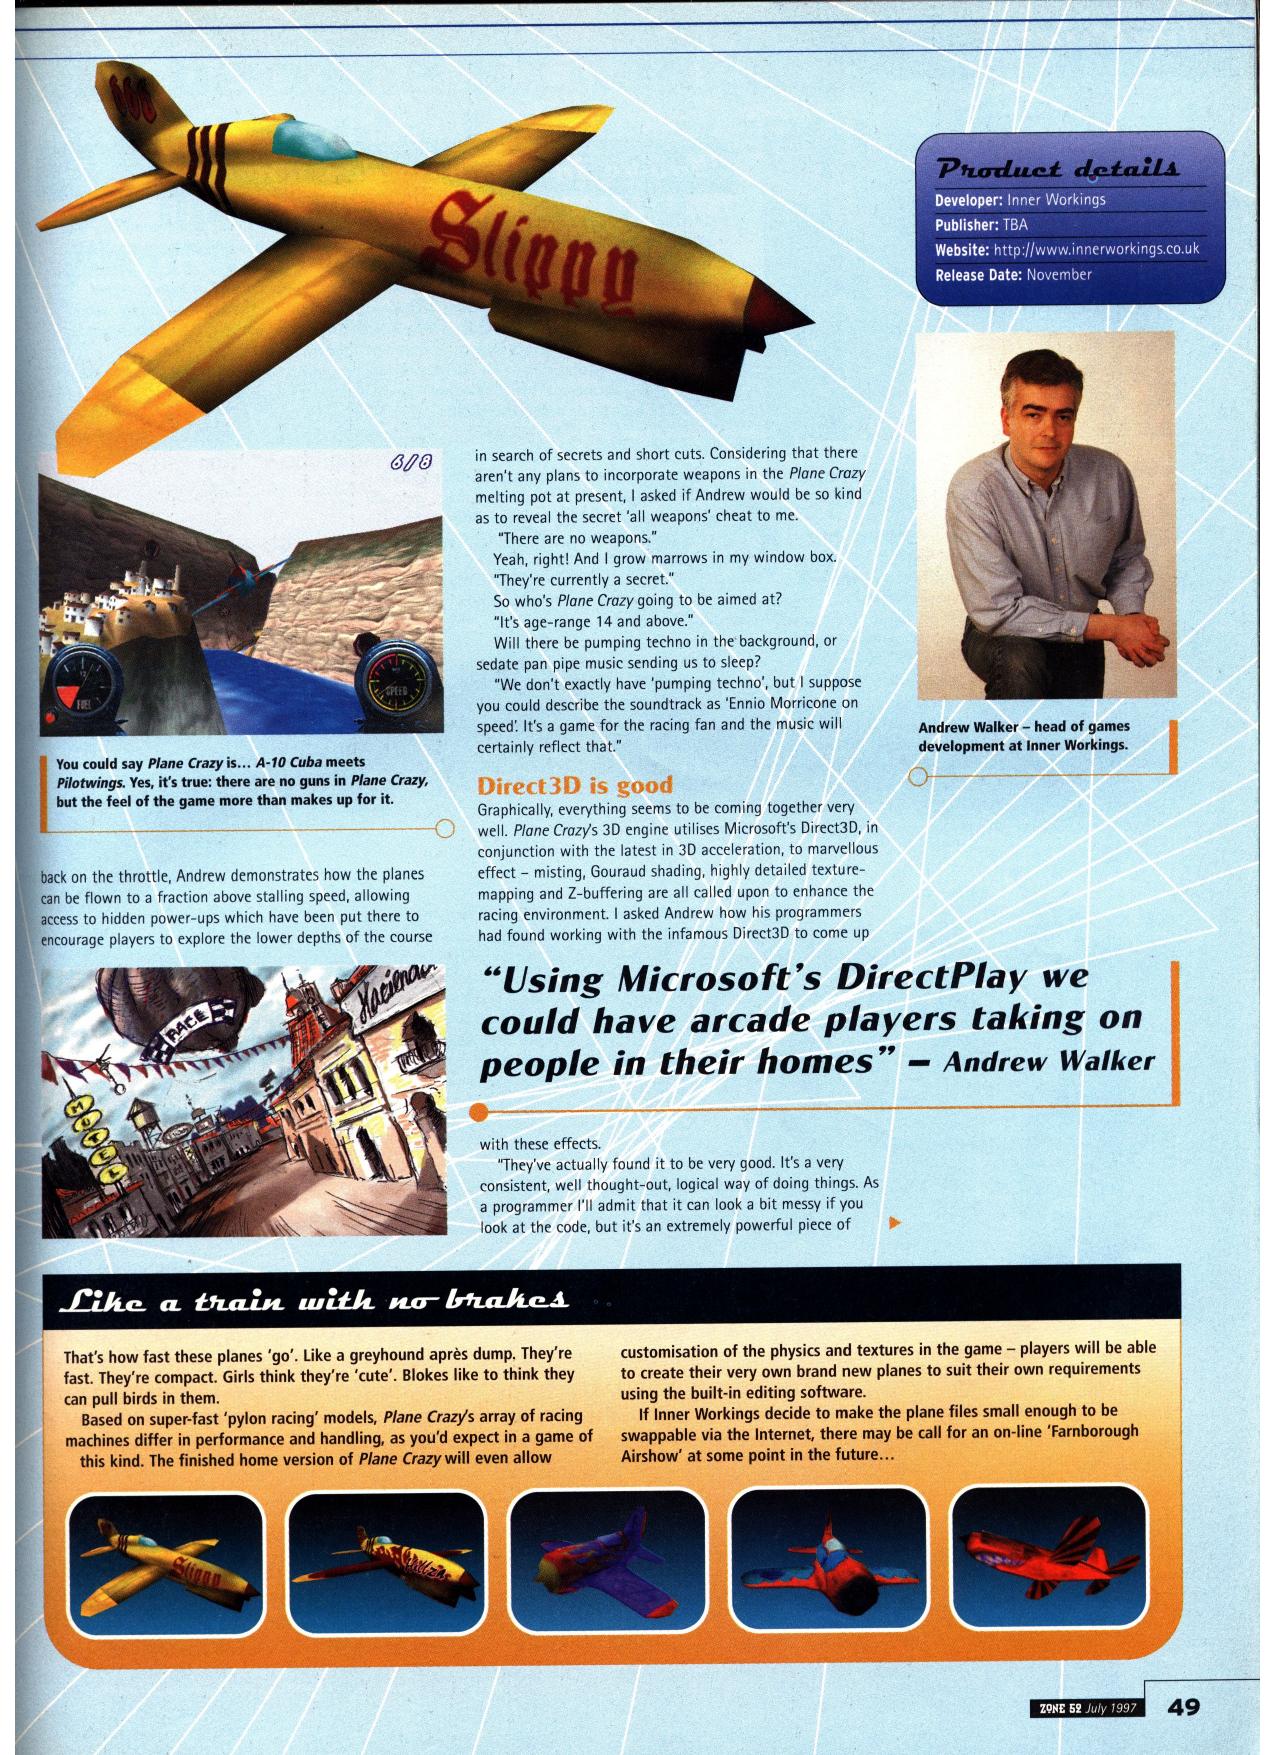 666
Slippy
Product details
Developer: Inner Workings
Publisher: TBA
Website: http://www.innerworkings.co.uk
Release Date: November
6/8
FUEL
SPEED
You could say Plane Crazy is... A-10 Cuba meets
Pilotwings. Yes, it's true: there are no guns in Plane Crazy,
but the feel of the game more than makes up for it.
back on the throttle, Andrew demonstrates how the planes
can be flown to a fraction above stalling speed, allowing
access to hidden power-ups which have been put there to
encourage players to explore the lower depths of the course
RACE
Hacienda
MOTEL
in search of secrets and short cuts. Considering that there
aren't any plans to incorporate weapons in the Plane Crazy
melting pot at present, I asked if Andrew would be so kind
as to reveal the secret 'all weapons' cheat to me.
"There are no weapons."
Yeah, right! And I grow marrows in my window box.
"They're currently a secret."
So who's Plane Crazy going to be aimed at?
"It's age-range 14 and above."
Will there be pumping techno in the background, or
sedate pan pipe music sending us to sleep?
"We don't exactly have 'pumping techno', but I suppose
you could describe the soundtrack as 'Ennio Morricone on
speed'. It's a game for the racing fan and the music will
certainly reflect that."
Direct3D is good
Graphically, everything seems to be coming together very
well. Plane Crazy's 3D engine utilises Microsoft's Direct3D, in
conjunction with the latest in 3D acceleration, to marvellous
effect – misting, Gouraud shading, highly detailed texture-
mapping and Z-buffering are all called upon to enhance the
racing environment. I asked Andrew how his programmers
had found working with the infamous Direct3D to come up
Andrew Walker – head of games
development at Inner Workings.
"Using Microsoft's DirectPlay we
could have arcade players taking on
people in their homes" – Andrew Walker
with these effects.
"They've actually found it to be very good. It's a very
consistent, well thought-out, logical way of doing things. As
a programmer I'll admit that it can look a bit messy if you
look at the code, but it's an extremely powerful piece of
Like a train with no brakes
That's how fast these planes 'go'. Like a greyhound après dump. They're
fast. They're compact. Girls think they're 'cute'. Blokes like to think they
can pull birds in them.
Based on super-fast 'pylon racing' models, Plane Crazy's array of racing
machines differ in performance and handling, as you'd expect in a game of
this kind. The finished home version of Plane Crazy will even allow
customisation of the physics and textures in the game – players will be able
to create their very own brand new planes to suit their own requirements
using the built-in editing software.
If Inner Workings decide to make the plane files small enough to be
swappable via the Internet, there may be call for an on-line 'Farnborough
Airshow' at some point in the future...
Slippy
ZONE 52 July 1997
49